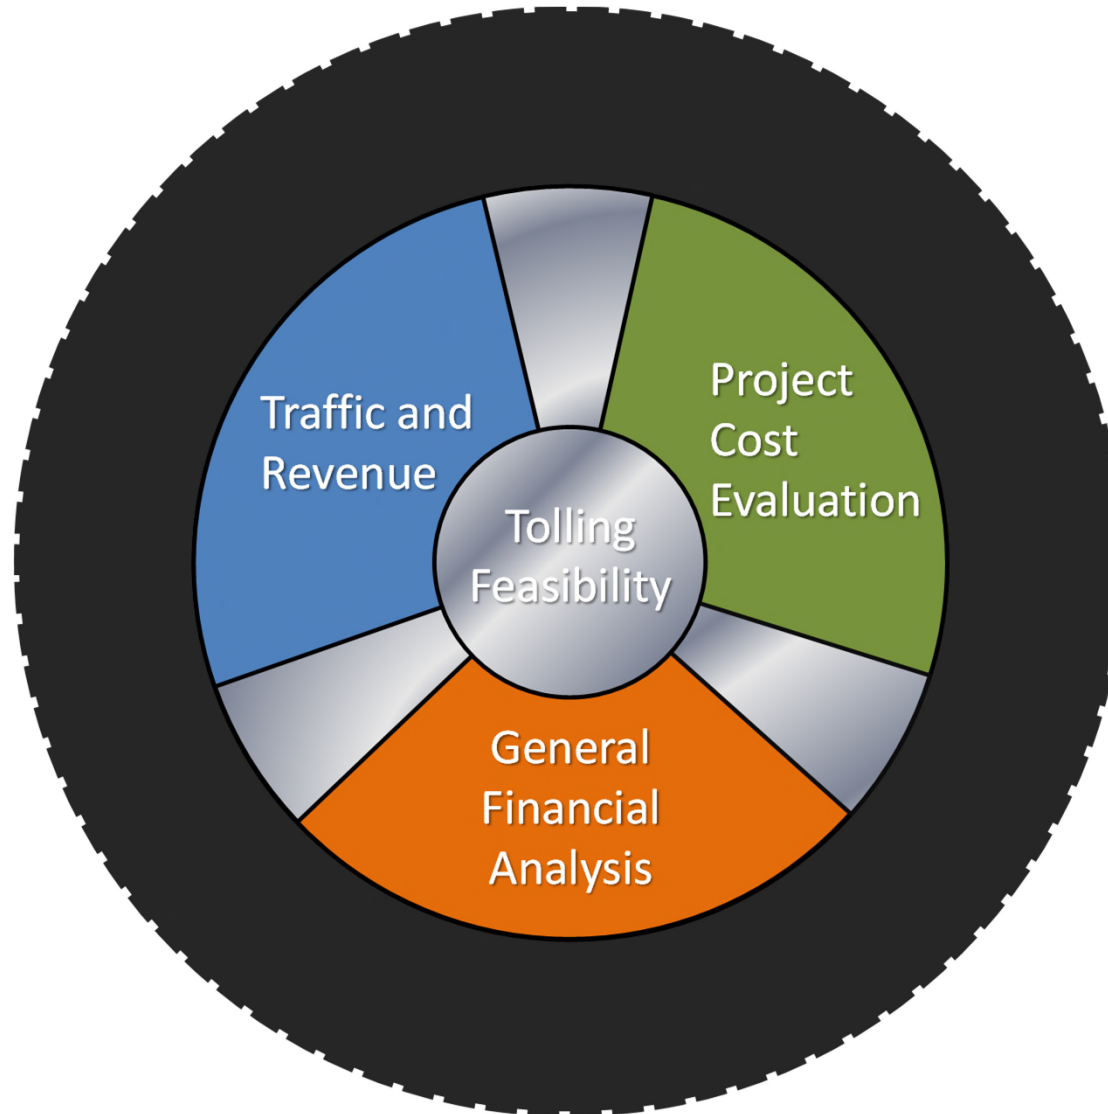 Traffic and
Revenue
Project
Cost
Evaluation
Tolling
Feasibility
General
Financial
Analysis